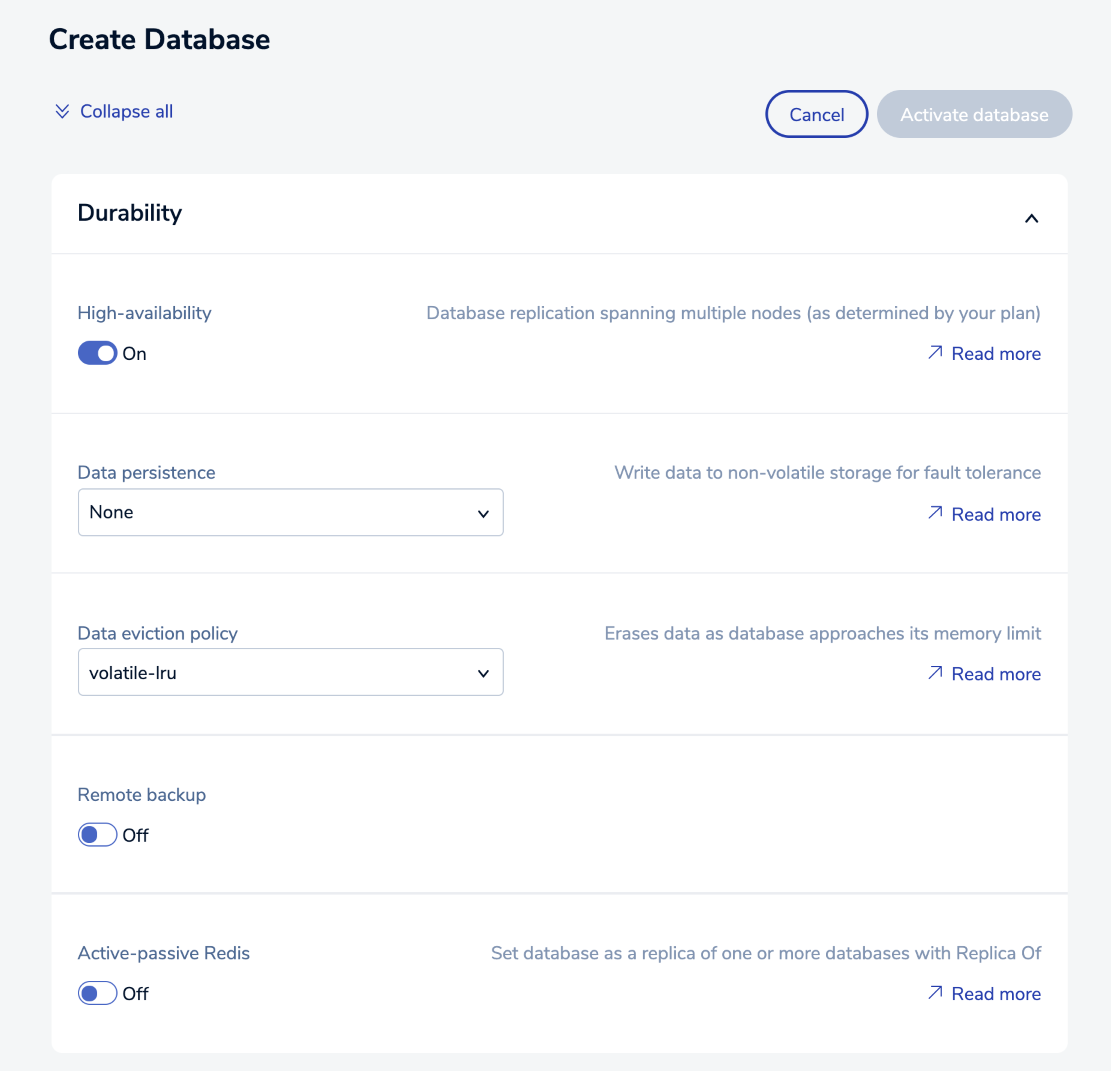 Create Database
Collapse all
Cancel
Activate database
Durability
High-availability
Database replication spanning multiple nodes (as determined by your plan)
On
Read more
Data persistence
Write data to non-volatile storage for fault tolerance
None
Read more
Data eviction policy
Erases data as database approaches its memory limit
volatile-lru
Read more
Remote backup
Off
Active-passive Redis
Set database as a replica of one or more databases with Replica Of
Off
Read more